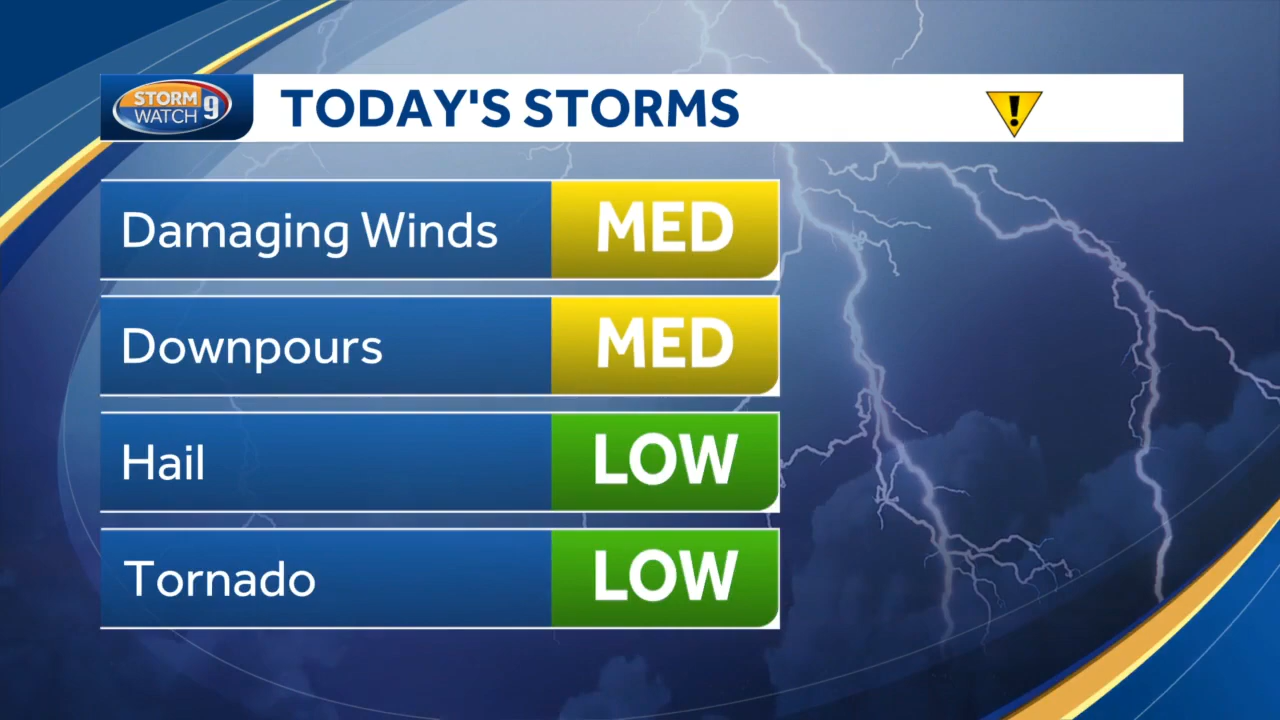 STORM
WATCH 9
TODAY'S STORMS
!
Damaging Winds MED
Downpours MED
Hail LOW
Tornado LOW